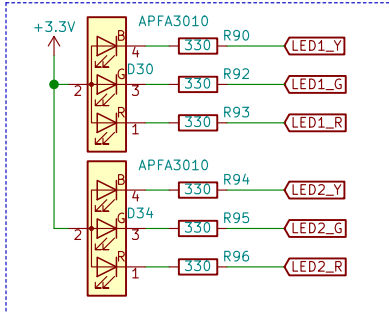 APFA3010
+3.3V
B 4 330 R90 LED1_Y
D30
2 G 3 330 R92 LED1_G
R 1 330 R93 LED1_R
APFA3010
B 4 330 R94 LED2_Y
D34
2 G 3 330 R95 LED2_G
R 1 330 R96 LED2_R